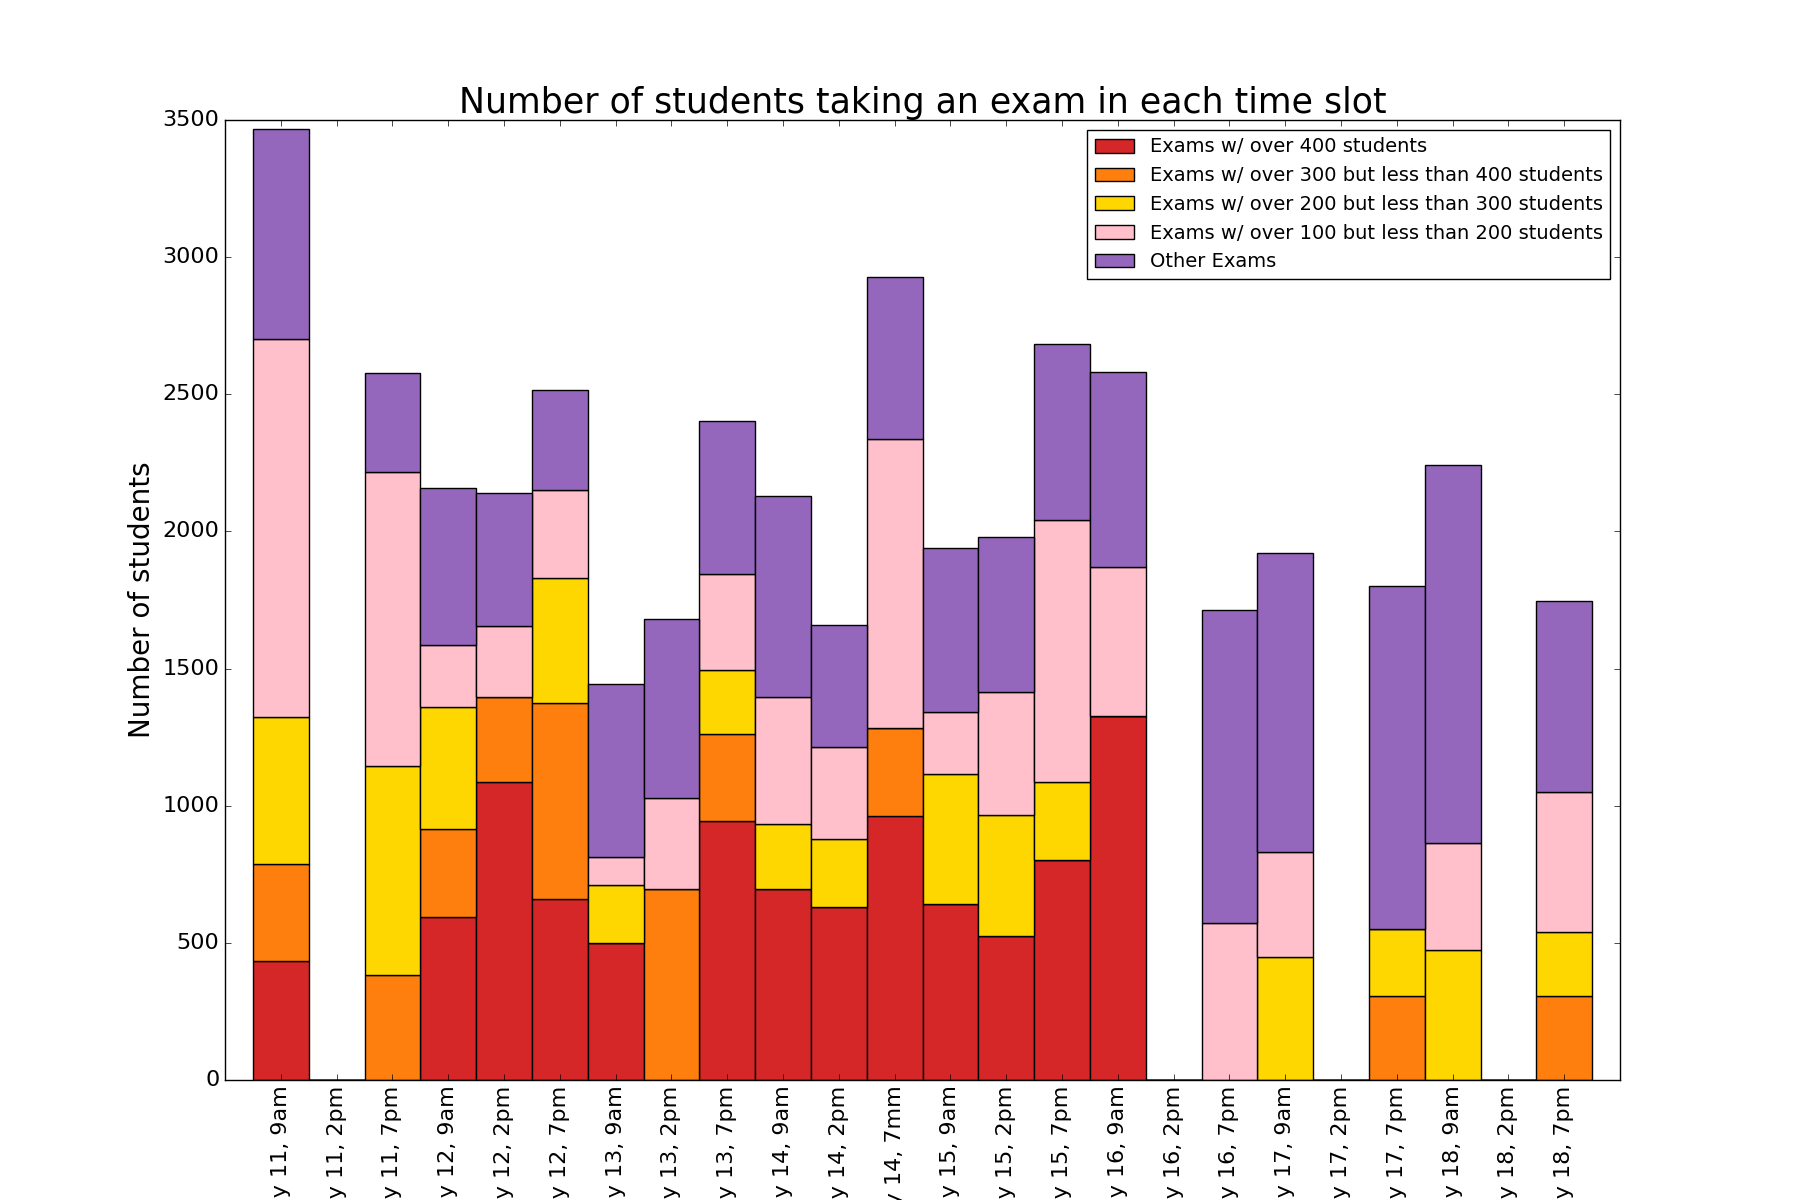 Number of students taking an exam in each time slot
Exams w/ over 400 students
Exams w/ over 300 but less than 400 students
Exams w/ over 200 but less than 300 students
Exams w/ over 100 but less than 200 students
Other Exams
Number of students
3500
3000
2500
2000
1500
1000
500
0
y 11, 9am
y 11, 2pm
y 11, 7pm
y 12, 9am
y 12, 2pm
y 12, 7pm
y 13, 9am
y 13, 2pm
y 13, 7pm
y 14, 9am
y 14, 2pm
y 14, 7mm
y 15, 9am
y 15, 2pm
y 15, 7pm
y 16, 9am
y 16, 2pm
y 16, 7pm
y 17, 9am
y 17, 2pm
y 17, 7pm
y 18, 9am
y 18, 2pm
y 18, 7pm